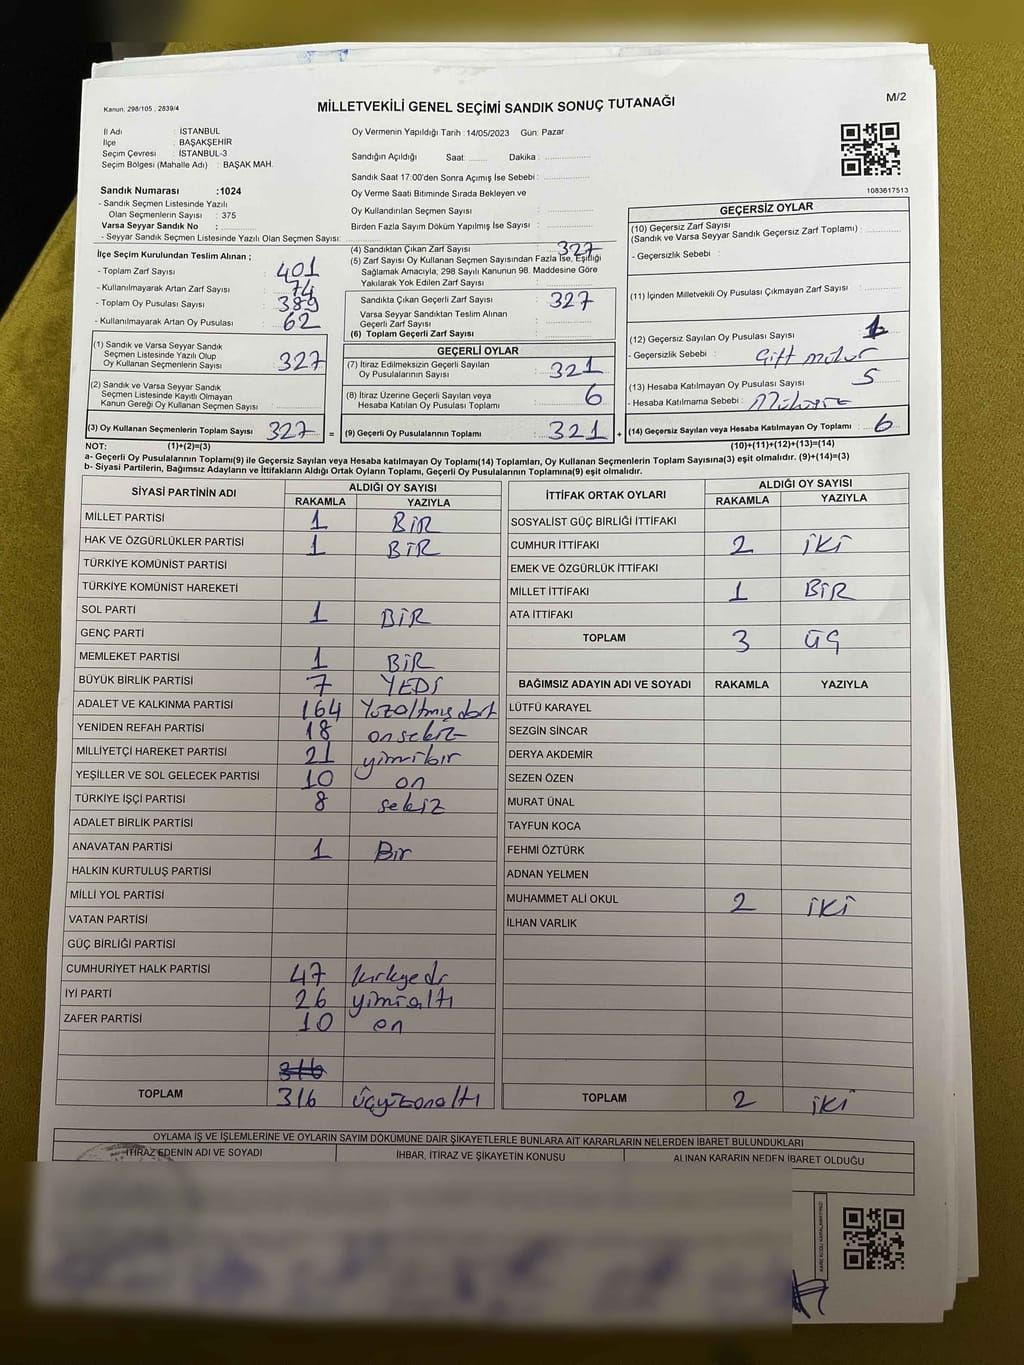 Kanun, 298/105 , 2839/4
MİLLETVEKİLİ GENEL SEÇİMİ SANDIK SONUÇ TUTANAĞI
M/2
İl Adı : İSTANBUL
İlçe : BAŞAKŞEHİR
Seçim Çevresi : İSTANBUL-3
Seçim Bölgesi (Mahalle Adı) : BAŞAK MAH.
Sandık Numarası :1024
- Sandık Seçmen Listesinde Yazılı
Olan Seçmenlerin Sayısı : 375
Varsa Seyyar Sandık No :
- Seyyar Sandık Seçmen Listesinde Yazılı Olan Seçmen Sayısı:
Oy Vermenin Yapıldığı Tarih :14/05/2023 Gün: Pazar
Sandığın Açıldığı Saat: ........ Dakika: ................
Sandık Saat 17:00'den Sonra Açımış İse Sebebi :
Oy Verme Saati Bitiminde Sırada Bekleyen ve
Oy Kullandırılan Seçmen Sayısı :
Birden Fazla Sayım Döküm Yapılmış İse Sayısı :
1083617513
İlçe Seçim Kurulundan Teslim Alınan ;
- Toplam Zarf Sayısı : 401
- Kullanılmayarak Artan Zarf Sayısı : 74
- Toplam Oy Pusulası Sayısı : 389
- Kullanılmayarak Artan Oy Pusulası : 62
(1) Sandık ve Varsa Seyyar Sandık
Seçmen Listesinde Yazılı Olup
Oy Kullanan Seçmenlerin Sayısı : 327
(2) Sandık ve Varsa Seyyar Sandık
Seçmen Listesinde Kayıtlı Olmayan
Kanun Gereği Oy Kullanan Seçmen Sayısı :
(3) Oy Kullanan Seçmenlerin Toplam Sayısı : 327 =
(4) Sandıktan Çıkan Zarf Sayısı : 327
(5) Zarf Sayısı Oy Kullanan Seçmen Sayısından Fazla İse, Eşitliği
Sağlamak Amacıyla, 298 Sayılı Kanunun 98. Maddesine Göre
Yakılarak Yok Edilen Zarf Sayısı :
Sandıkta Çıkan Geçerli Zarf Sayısı : 327
Varsa Seyyar Sandıktan Teslim Alınan
Geçerli Zarf Sayısı :
(6) Toplam Geçerli Zarf Sayısı :
GEÇERLİ OYLAR
(7) İtiraz Edilmeksizin Geçerli Sayılan
Oy Pusulalarının Sayısı : 321
(8) İtiraz Üzerine Geçerli Sayılan veya
Hesaba Katılan Oy Pusulaları Toplamı : 6
(9) Geçerli Oy Pusulalarının Toplamı : 321 +
GEÇERSİZ OYLAR
(10) Geçersiz Zarf Sayısı
(Sandık ve Varsa Seyyar Sandık Geçersiz Zarf Toplamı) :
- Geçersizlik Sebebi :
(11) İçinden Milletvekili Oy Pusulası Çıkmayan Zarf Sayısı :
(12) Geçersiz Sayılan Oy Pusulası Sayısı : 1
- Geçersizlik Sebebi : Çift mühür
(13) Hesaba Katılmayan Oy Pusulası Sayısı : 5
- Hesaba Katılmama Sebebi :
(14) Geçersiz Sayılan veya Hesaba Katılmayan Oy Toplamı : 6
NOT: (1)+(2)=(3) (10)+(11)+(12)+(13)=(14)
a- Geçerli Oy Pusulalarının Toplamı(9) ile Geçersiz Sayılan veya Hesaba katılmayan Oy Toplamı(14) Toplamları, Oy Kullanan Seçmenlerin Toplam Sayısına(3) eşit olmalıdır. (9)+(14)=(3)
b- Siyasi Partilerin, Bağımsız Adayların ve İttifakların Aldığı Ortak Oyların Toplamı, Geçerli Oy Pusulalarının Toplamına(9) eşit olmalıdır.
SİYASİ PARTİNİN ADI ALDIĞI OY SAYISI
RAKAMLA YAZIYLA
MİLLET PARTİSİ 1 BİR
HAK VE ÖZGÜRLÜKLER PARTİSİ 1 BİR
TÜRKİYE KOMÜNİST PARTİSİ
TÜRKİYE KOMÜNİST HAREKETİ
SOL PARTİ 1 BİR
GENÇ PARTİ
MEMLEKET PARTİSİ 1 BİR
BÜYÜK BİRLİK PARTİSİ 7 YEDİ
ADALET VE KALKINMA PARTİSİ 164 Yüzaltmışdört
YENİDEN REFAH PARTİSİ 18 onsekiz
MİLLİYETÇİ HAREKET PARTİSİ 21 yirmibir
YEŞİLLER VE SOL GELECEK PARTİSİ 10 on
TÜRKİYE İŞÇİ PARTİSİ 8 sekiz
ADALET BİRLİK PARTİSİ
ANAVATAN PARTİSİ 1 Bir
HALKIN KURTULUŞ PARTİSİ
MİLLİ YOL PARTİSİ
VATAN PARTİSİ
GÜÇ BİRLİĞİ PARTİSİ
CUMHURİYET HALK PARTİSİ 47 kırkyedi
İYİ PARTİ 26 yirmialtı
ZAFER PARTİSİ 10 on
316
TOPLAM 316 üçyüzonaltı
İTTİFAK ORTAK OYLARI ALDIĞI OY SAYISI
RAKAMLA YAZIYLA
SOSYALİST GÜÇ BİRLİĞİ İTTİFAKI
CUMHUR İTTİFAKI 2 İKİ
EMEK VE ÖZGÜRLÜK İTTİFAKI
MİLLET İTTİFAKI 1 BİR
ATA İTTİFAKI
TOPLAM 3 ÜÇ
BAĞIMSIZ ADAYIN ADI VE SOYADI RAKAMLA YAZIYLA
LÜTFÜ KARAYEL
SEZGİN SİNCAR
DERYA AKDEMİR
SEZEN ÖZEN
MURAT ÜNAL
TAYFUN KOCA
FEHMİ ÖZTÜRK
ADNAN YELMEN
MUHAMMET ALİ OKUL 2 İKİ
İLHAN VARLIK
TOPLAM 2 İKİ
OYLAMA İŞ VE İŞLEMLERİNE VE OYLARIN SAYIM DÖKÜMÜNE DAİR ŞİKAYETLERLE BUNLARA AİT KARARLARIN NELERDEN İBARET BULUNDUKLARI
İTİRAZ EDENİN ADI VE SOYADI İHBAR, İTİRAZ VE ŞİKAYETİN KONUSU ALINAN KARARIN NEDEN İBARET OLDUĞU